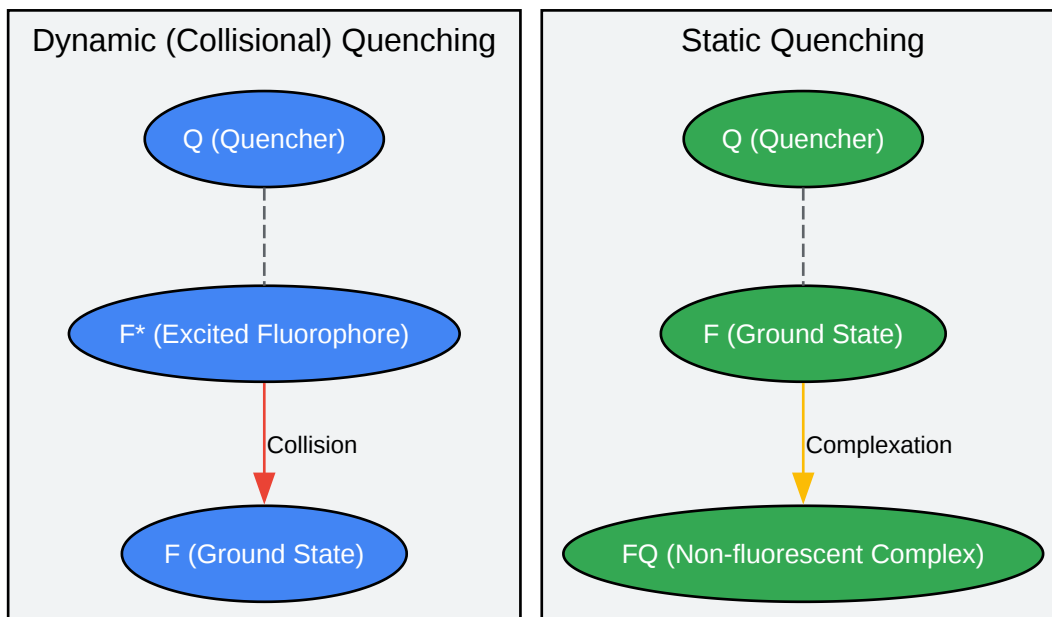 Dynamic (Collisional) Quenching
Q (Quencher)
F* (Excited Fluorophore)
Collision
F (Ground State)
Static Quenching
Q (Quencher)
F (Ground State)
Complexation
FQ (Non-fluorescent Complex)